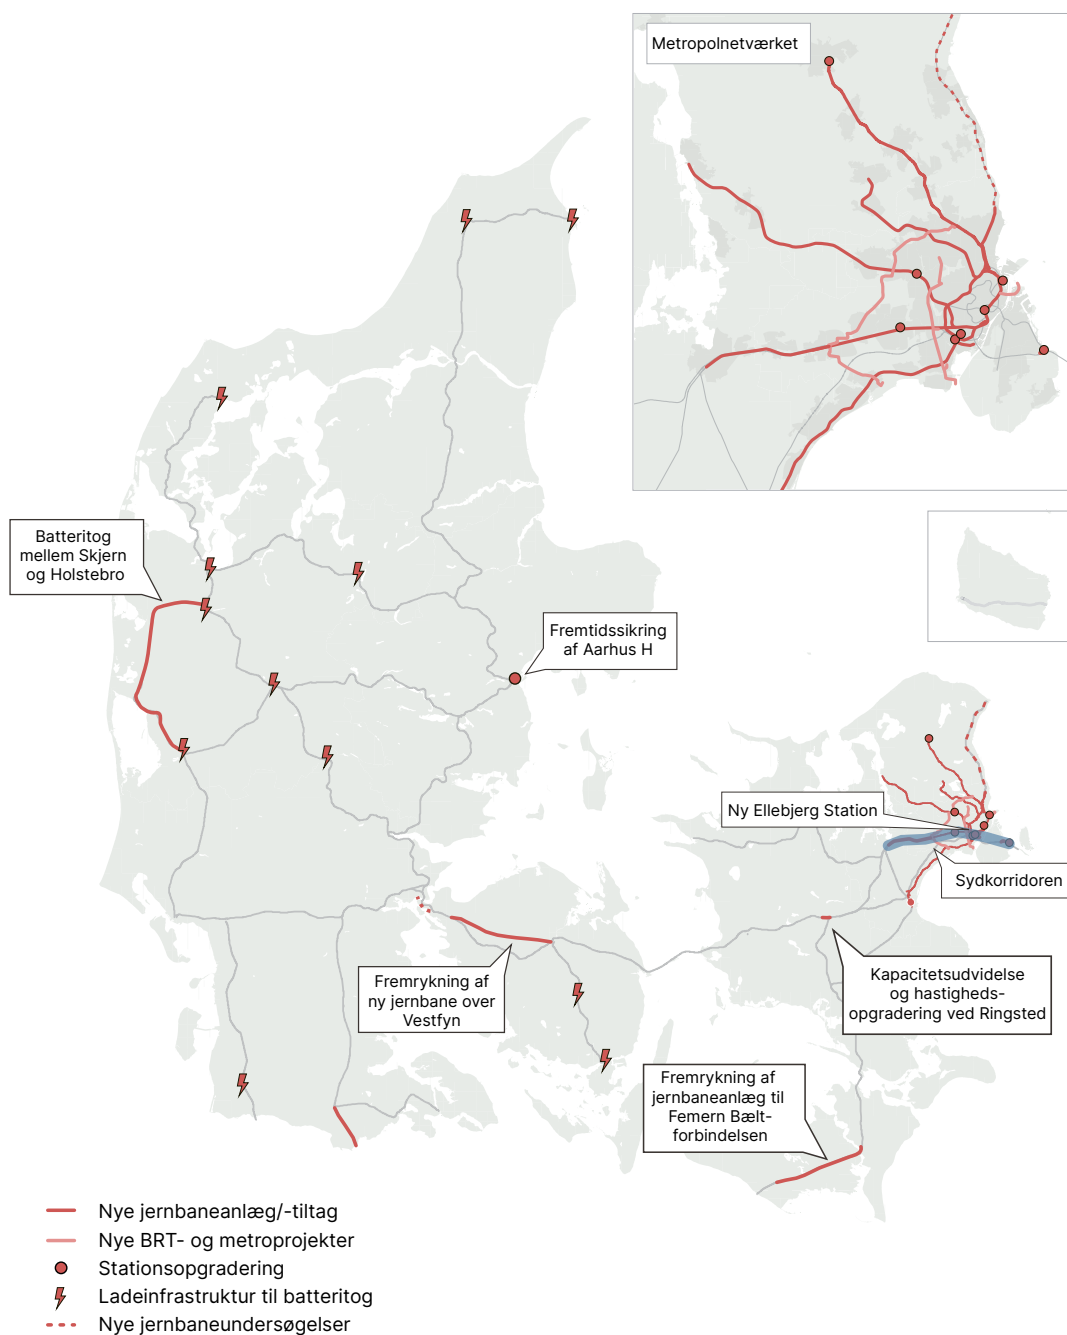 Metropolnetværket
Batteritog
mellem Skjern
og Holstebro
Fremtidssikring
af Aarhus H
Ny Ellebjerg Station
Sydkorridoren
Fremrykning af
ny jernbane over
Vestfyn
Kapacitetsudvidelse
og hastigheds-
opgradering ved Ringsted
Fremrykning af
jernbaneanlæg til
Femern Bælt-
forbindelsen
Nye jernbaneanlæg/-tiltag
Nye BRT- og metroprojekter
Stationsopgradering
Ladeinfrastruktur til batteritog
Nye jernbaneundersøgelser